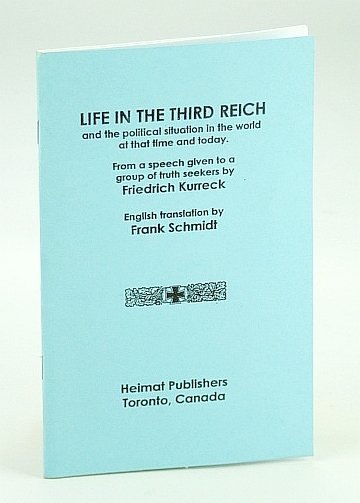 LIFE IN THE THIRD REICH
and the political situation in the world
at that time and today.
From a speech given to a
group of truth seekers by
Friedrich Kurreck
English translation by
Frank Schmidt
Heimat Publishers
Toronto, Canada